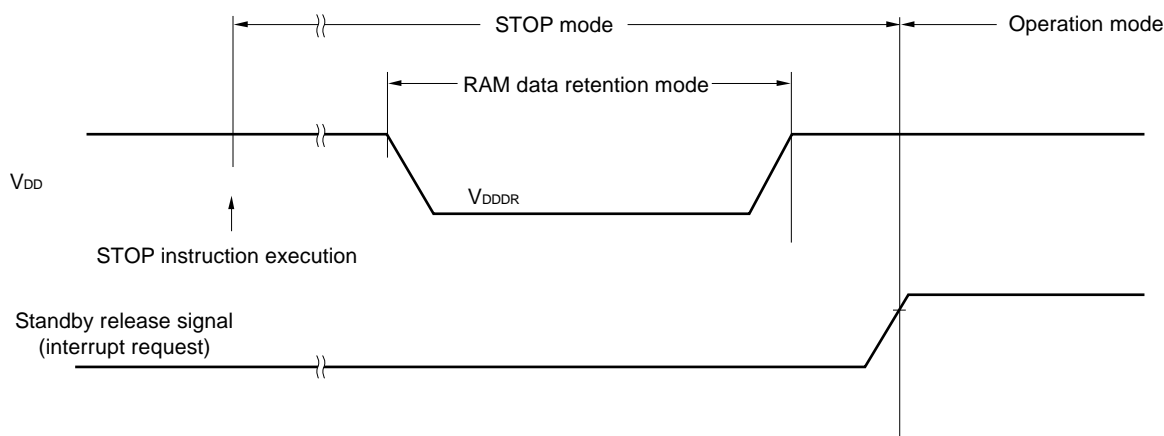 STOP mode
Operation mode
RAM data retention mode
VDD
VDDDR
STOP instruction execution
Standby release signal
(interrupt request)